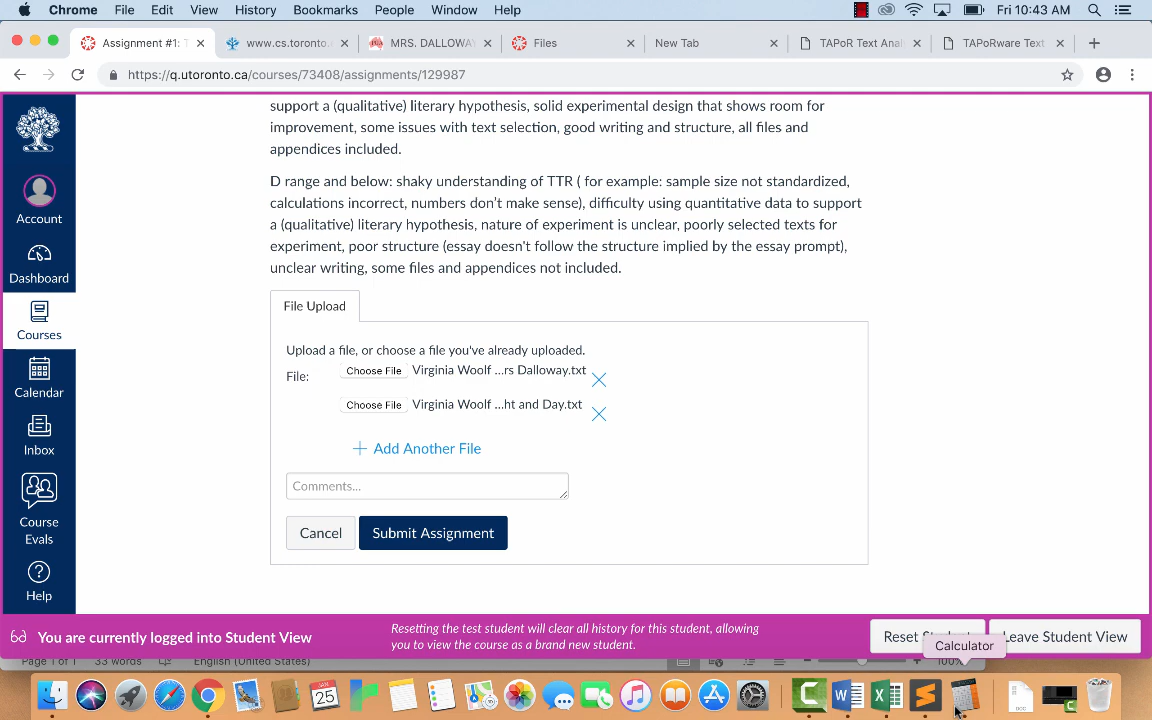 Chrome File Edit View History Bookmarks People Window Help Fri 10:43 AM
Assignment #1: T www.cs.toronto. MRS. DALLOWA Files New Tab TAPoR Text Anal TAPoRware Text
https://q.utoronto.ca/courses/73408/assignments/129987
support a (qualitative) literary hypothesis, solid experimental design that shows room for
improvement, some issues with text selection, good writing and structure, all files and
appendices included.
D range and below: shaky understanding of TTR ( for example: sample size not standardized,
calculations incorrect, numbers don't make sense), difficulty using quantitative data to support
a (qualitative) literary hypothesis, nature of experiment is unclear, poorly selected texts for
experiment, poor structure (essay doesn't follow the structure implied by the essay prompt),
unclear writing, some files and appendices not included.
File Upload
Upload a file, or choose a file you've already uploaded.
File: Choose File Virginia Woolf ...rs Dalloway.txt
Choose File Virginia Woolf ...ht and Day.txt
Add Another File
Comments...
Cancel Submit Assignment
Account
Dashboard
Courses
Calendar
Inbox
Course
Evals
Help
You are currently logged into Student View
Resetting the test student will clear all history for this student, allowing
you to view the course as a brand new student.
Reset Student
Leave Student View
Calculator
Page 1 of 1 33 words English (United States) 100%
25